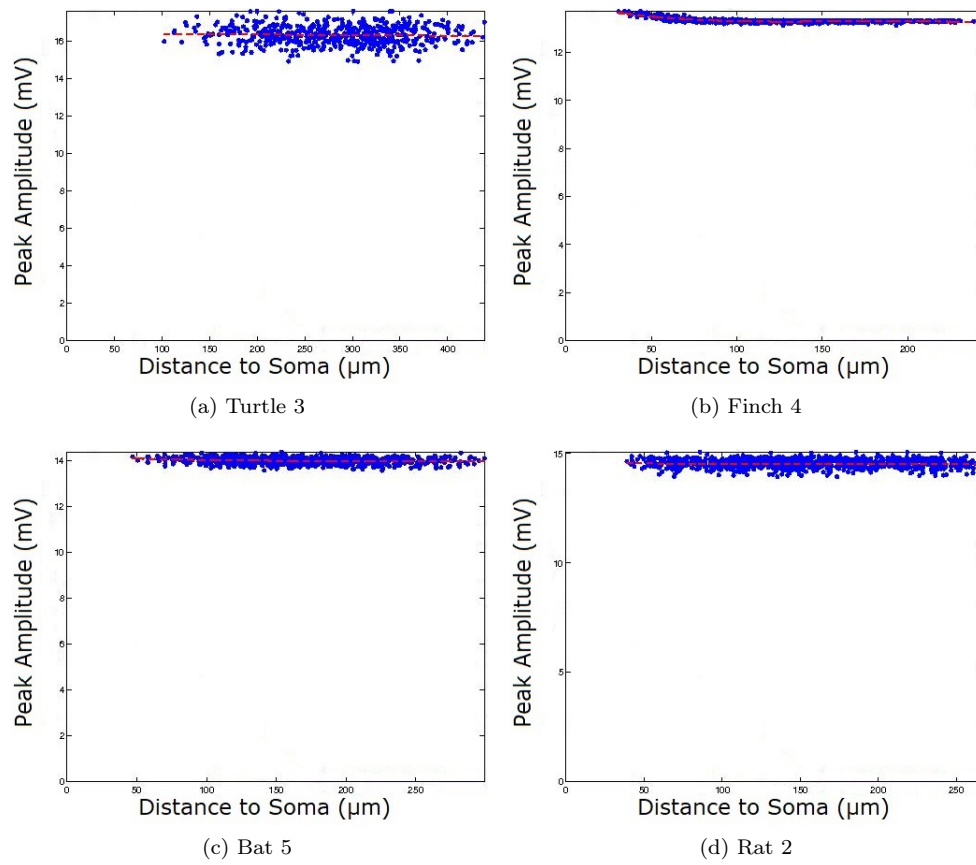 Peak Amplitude (mV)
16
14
12
10
8
6
4
2
0
0 50 100 150 200 250 300 350 400
Distance to Soma (µm)
(a) Turtle 3
Peak Amplitude (mV)
12
10
8
6
4
2
0
0 50 100 150 200
Distance to Soma (µm)
(b) Finch 4
Peak Amplitude (mV)
14
12
10
8
6
4
2
0
0 50 100 150 200 250
Distance to Soma (µm)
(c) Bat 5
Peak Amplitude (mV)
15
10
5
0
0 50 100 150 200 250
Distance to Soma (µm)
(d) Rat 2